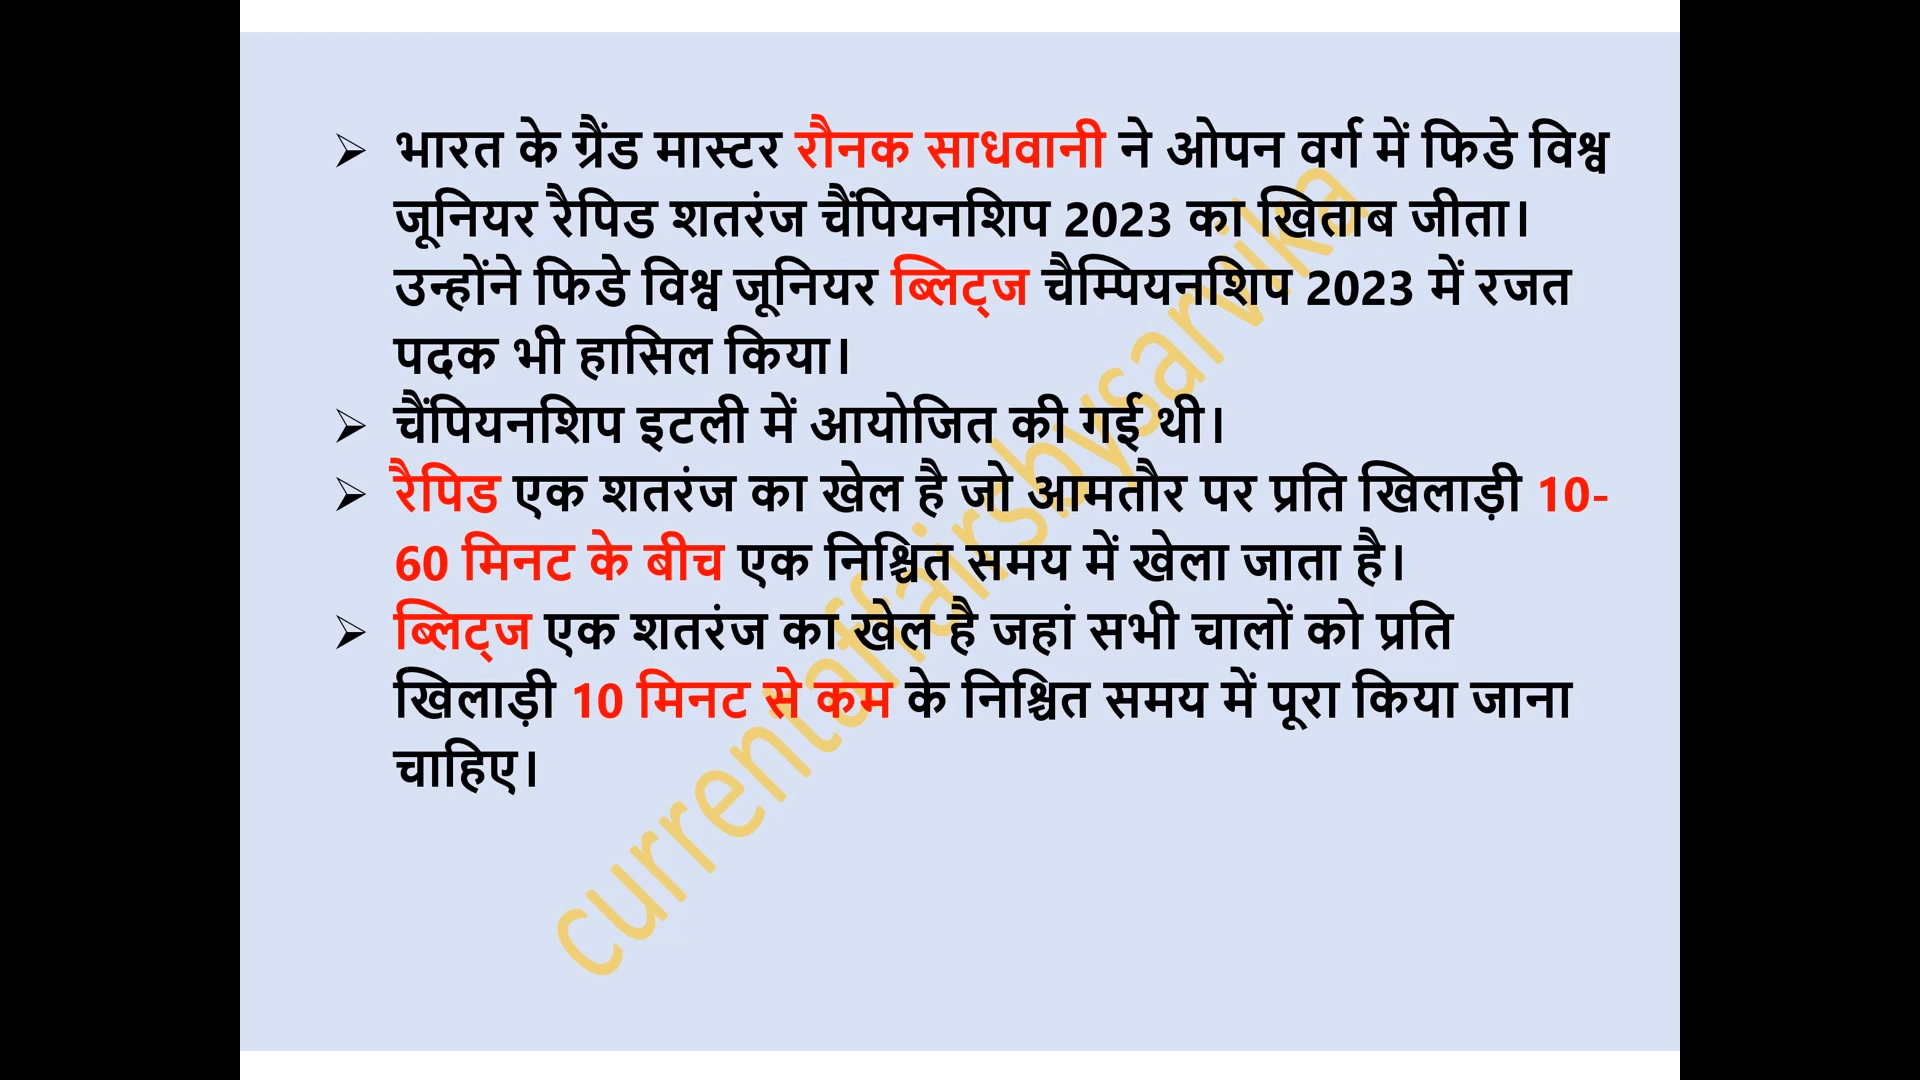 ➢ भारत के ग्रैंड मास्टर रौनक साधवानी ने ओपन वर्ग में फिडे विश्व
जूनियर रैपिड शतरंज चैंपियनशिप 2023 का खिताब जीता।
उन्होंने फिडे विश्व जूनियर ब्लिट्ज चैम्पियनशिप 2023 में रजत
पदक भी हासिल किया।
➢ चैंपियनशिप इटली में आयोजित की गई थी।
➢ रैपिड एक शतरंज का खेल है जो आमतौर पर प्रति खिलाड़ी 10-
60 मिनट के बीच एक निश्चित समय में खेला जाता है।
➢ ब्लिट्ज एक शतरंज का खेल है जहां सभी चालों को प्रति
खिलाड़ी 10 मिनट से कम के निश्चित समय में पूरा किया जाना
चाहिए।
currentaffairsbysarvika